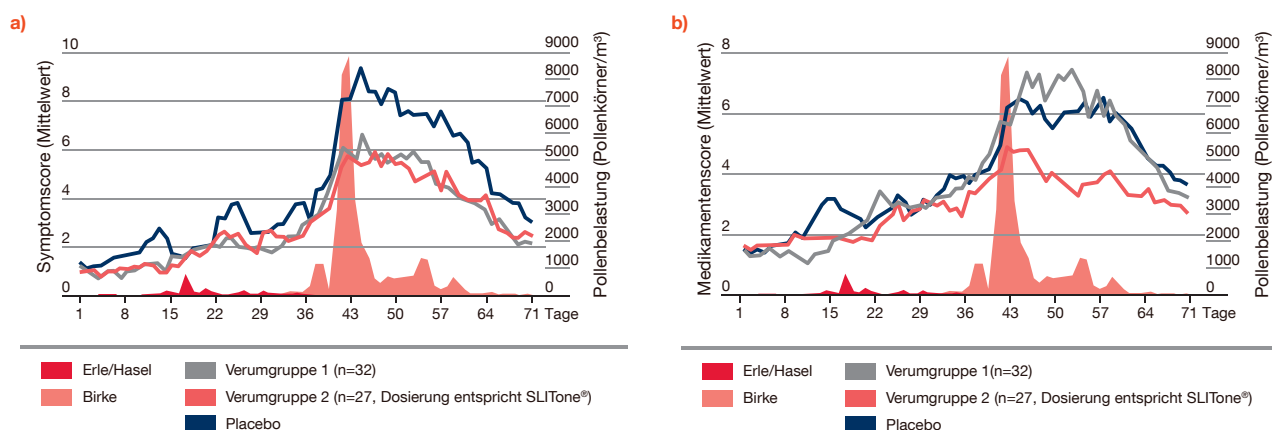 a)
Symptomscore (Mittelwert)
10
8
6
4
2
0
9000
8000
7000
6000
5000
4000
3000
2000
1000
0
Pollenbelastung (Pollenkörner/m³)
1 8 15 22 29 36 43 50 57 64 71 Tage
Erle/Hasel
Birke
Verumgruppe 1 (n=32)
Verumgruppe 2 (n=27, Dosierung entspricht SLITone®)
Placebo
b)
Medikamentenscore (Mittelwert)
8
6
4
2
0
9000
8000
7000
6000
5000
4000
3000
2000
1000
0
Pollenbelastung (Pollenkörner/m³)
1 8 15 22 29 36 43 50 57 64 71 Tage
Erle/Hasel
Birke
Verumgruppe 1(n=32)
Verumgruppe 2 (n=27, Dosierung entspricht SLITone®)
Placebo